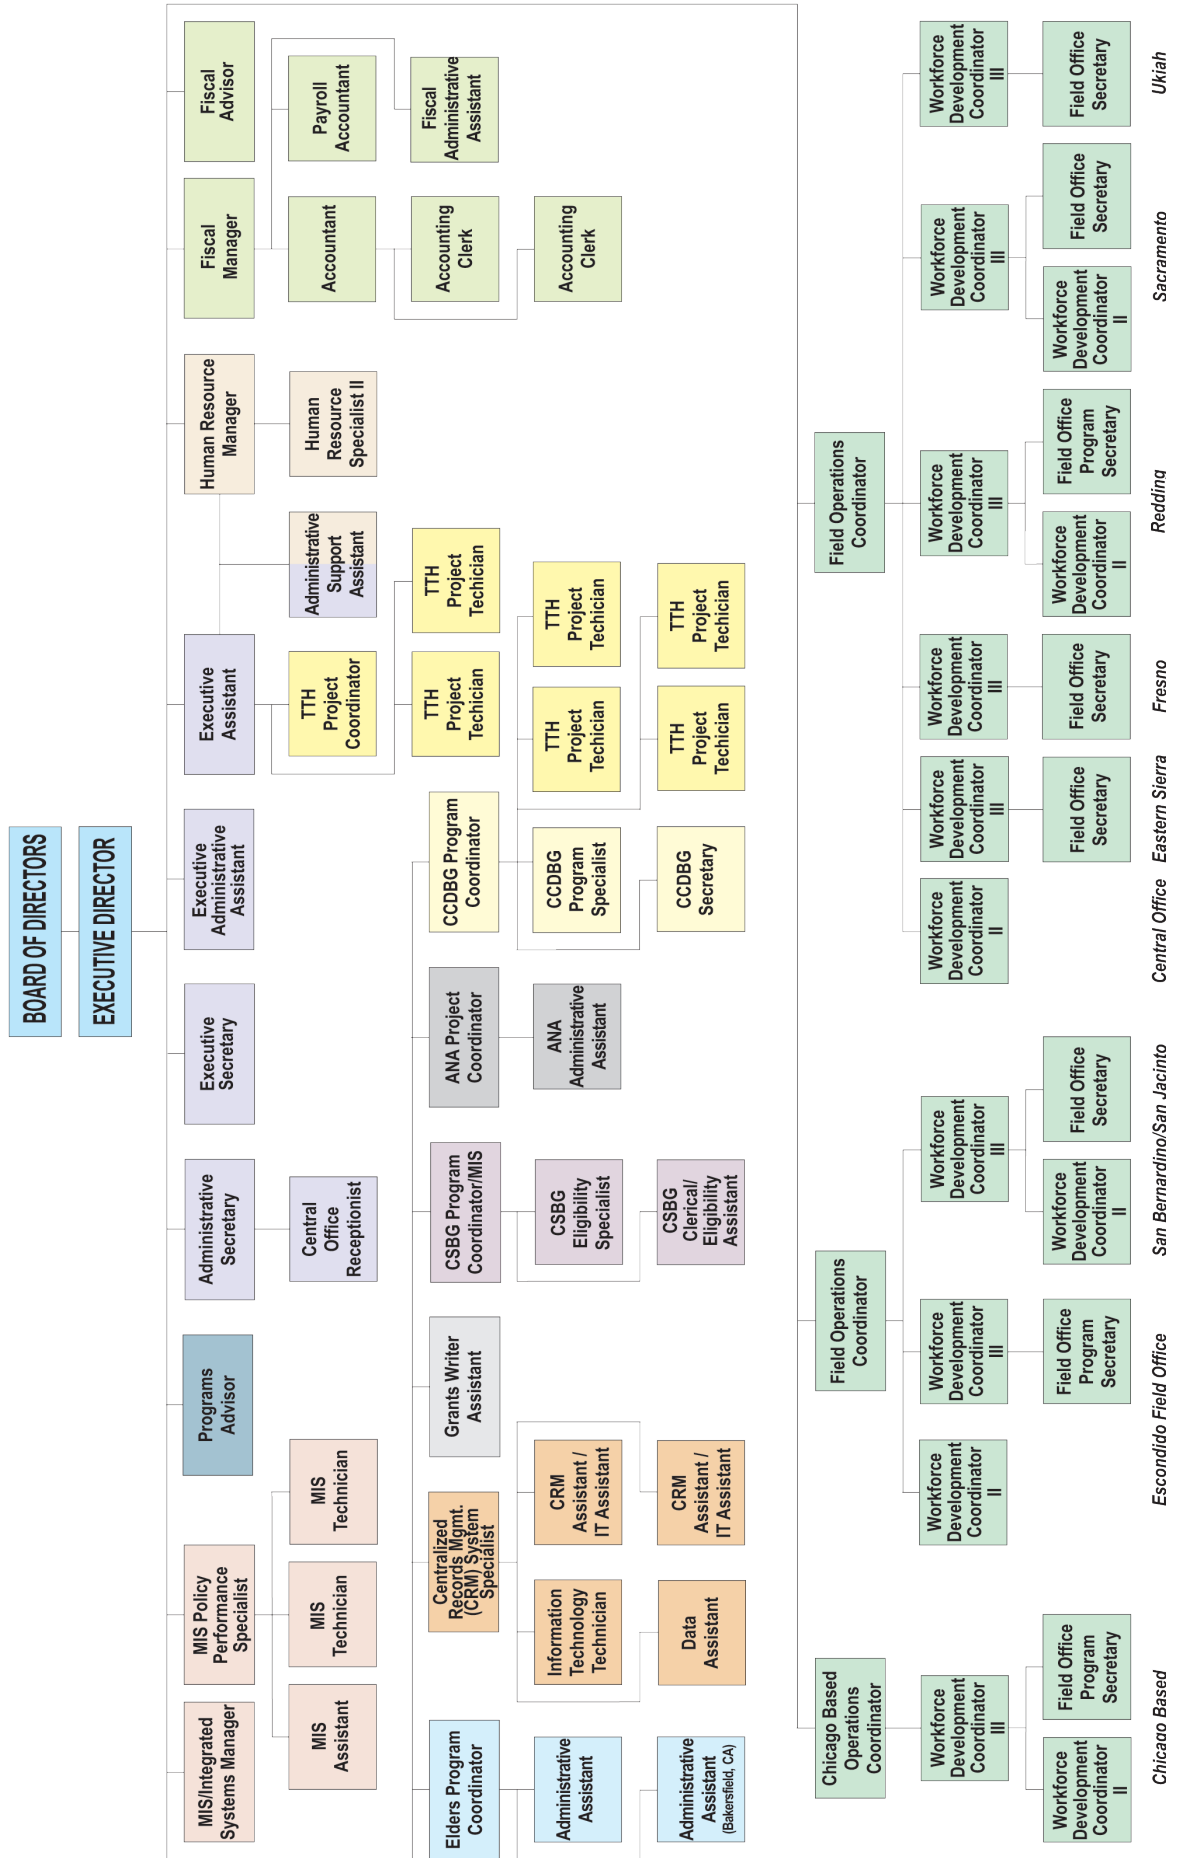 BOARD OF DIRECTORS
EXECUTIVE DIRECTOR
MIS/Integrated
Systems Manager
MIS Policy
Performance
Specialist
Programs
Advisor
Administrative
Secretary
Executive
Secretary
Executive
Administrative
Assistant
Executive
Assistant
Human Resource
Manager
Fiscal
Manager
Fiscal
Advisor
MIS
Assistant
MIS
Technician
MIS
Technician
Central
Office
Receptionist
TTH
Project
Coordinator
Administrative
Support
Assistant
Human
Resource
Specialist II
Accountant
Payroll
Accountant
TTH
Project
Techician
TTH
Project
Techician
Accounting
Clerk
Fiscal
Administrative
Assistant
Accounting
Clerk
Elders Program
Coordinator
Centralized
Records Mgmt.
(CRM) System
Specialist
Grants Writer
Assistant
CSBG Program
Coordinator/MIS
ANA Project
Coordinator
CCDBG Program
Coordinator
Administrative
Assistant
Information
Technology
Technician
CRM
Assistant /
IT Assistant
CSBG
Eligibility
Specialist
ANA
Administrative
Assistant
CCDBG
Program
Specialist
TTH
Project
Techician
TTH
Project
Techician
Administrative
Assistant
(Bakersfield, CA)
Data
Assistant
CRM
Assistant /
IT Assistant
CSBG
Clerical/
Eligibility
Assistant
CCDBG
Secretary
TTH
Project
Techician
TTH
Project
Techician
Chicago Based
Operations
Coordinator
Field Operations
Coordinator
Field Operations
Coordinator
Workforce
Development
Coordinator
III
Workforce
Development
Coordinator
II
Workforce
Development
Coordinator
III
Workforce
Development
Coordinator
III
Workforce
Development
Coordinator
II
Workforce
Development
Coordinator
III
Workforce
Development
Coordinator
III
Workforce
Development
Coordinator
III
Workforce
Development
Coordinator
III
Workforce
Development
Coordinator
III
Workforce
Development
Coordinator
II
Field Office
Program
Secretary
Field Office
Program
Secretary
Workforce
Development
Coordinator
II
Field Office
Secretary
Field Office
Secretary
Field Office
Secretary
Workforce
Development
Coordinator
II
Field Office
Program
Secretary
Workforce
Development
Coordinator
II
Field Office
Secretary
Field Office
Secretary
Chicago Based
Escondido Field Office
San Bernardino/San Jacinto
Central Office
Eastern Sierra
Fresno
Redding
Sacramento
Ukiah